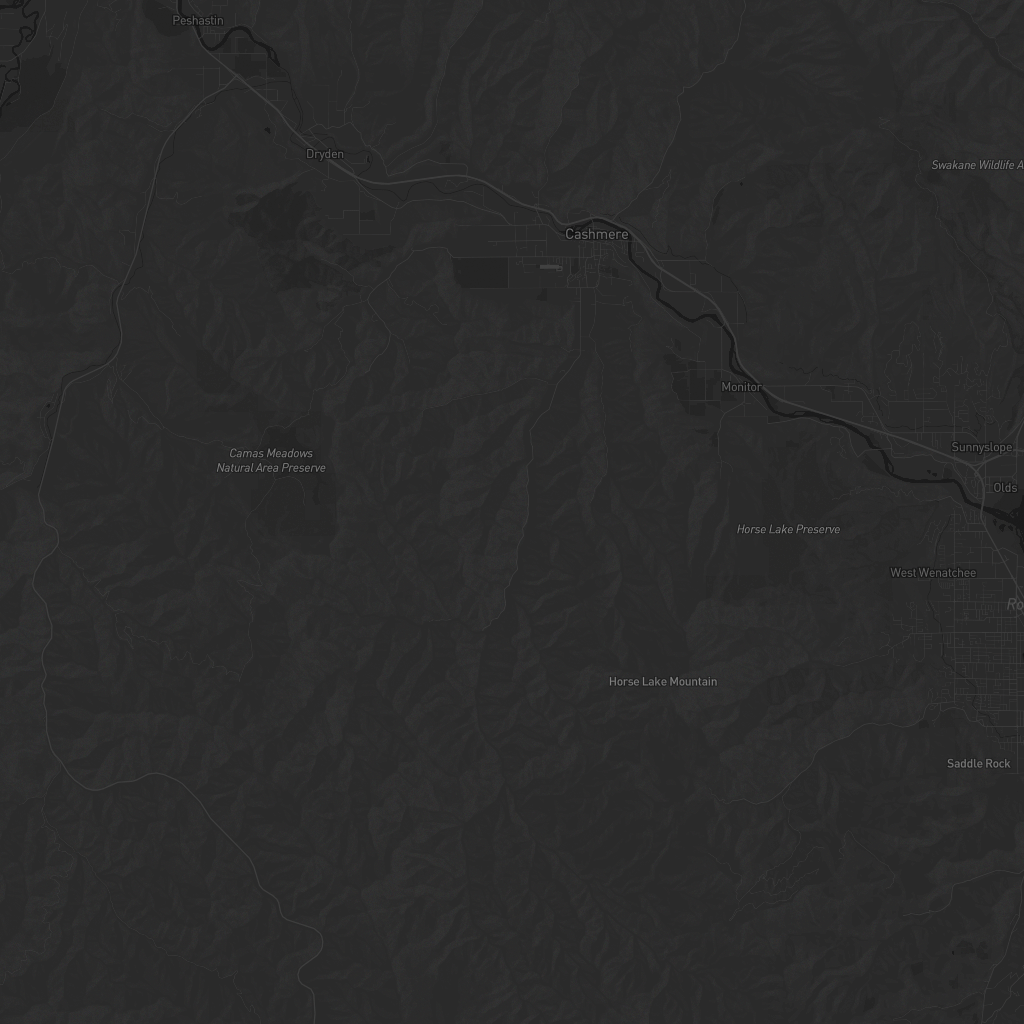 Peshastin
Dryden
Swakane Wildlife A
Cashmere
Monitor
Sunnyslope
Camas Meadows
Natural Area Preserve
Olds
Horse Lake Preserve
West Wenatchee
Ro
Horse Lake Mountain
Saddle Rock